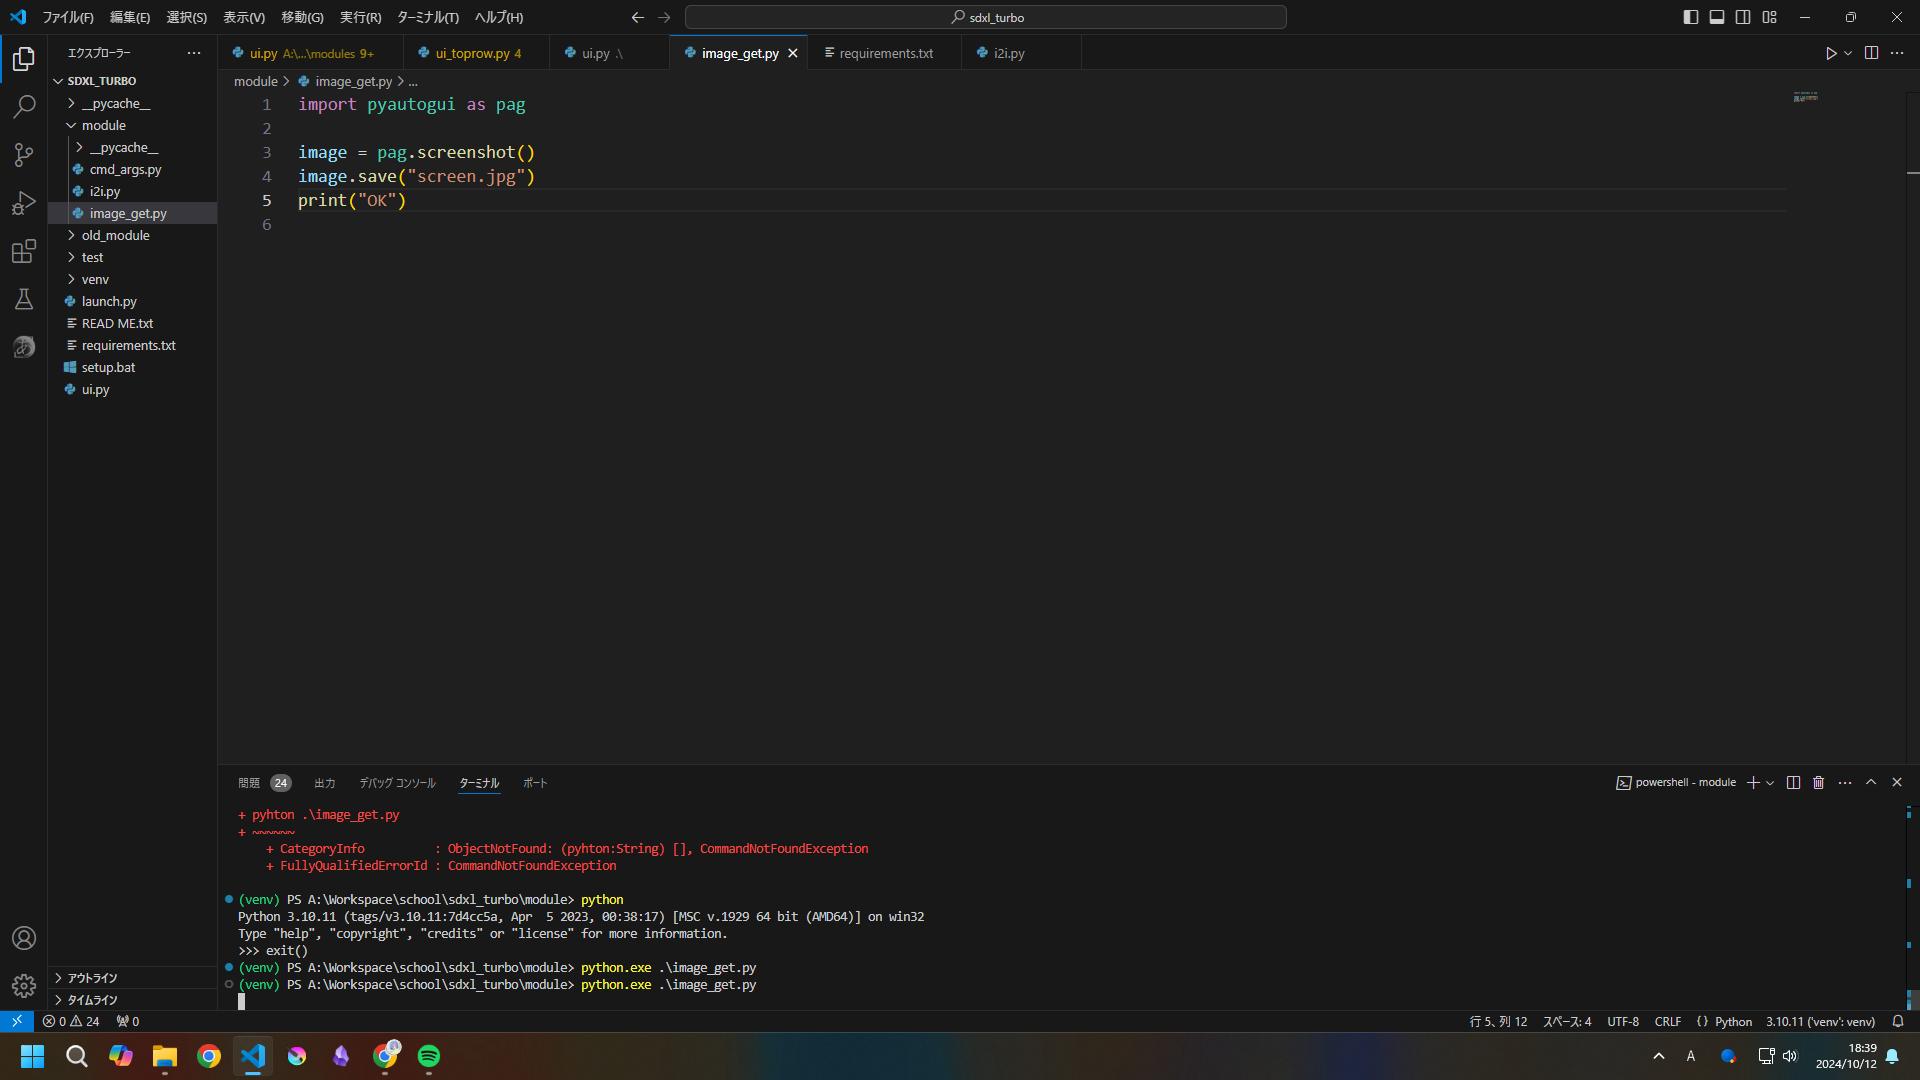 ファイル(F) 編集(E) 選択(S) 表示(V) 移動(G) 実行(R) ターミナル(T) ヘルプ(H) sdxl_turbo
エクスプローラー
SDXL_TURBO
__pycache__
module
__pycache__
cmd_args.py
i2i.py
image_get.py
old_module
test
venv
launch.py
READ ME.txt
requirements.txt
setup.bat
ui.py
アウトライン
タイムライン
ui.py A:\...\modules 9+ ui_toprow.py 4 ui.py .\ image_get.py requirements.txt i2i.py
module > image_get.py > ...
1 import pyautogui as pag
2
3 image = pag.screenshot()
4 image.save("screen.jpg")
5 print("OK")
6
問題 24 出力 デバッグ コンソール ターミナル ポート powershell - module
+ pyhton .\image_get.py
+ ~~~~~~
+ CategoryInfo : ObjectNotFound: (pyhton:String) [], CommandNotFoundException
+ FullyQualifiedErrorId : CommandNotFoundException
(venv) PS A:\Workspace\school\sdxl_turbo\module> python
Python 3.10.11 (tags/v3.10.11:7d4cc5a, Apr 5 2023, 00:38:17) [MSC v.1929 64 bit (AMD64)] on win32
Type "help", "copyright", "credits" or "license" for more information.
>>> exit()
(venv) PS A:\Workspace\school\sdxl_turbo\module> python.exe .\image_get.py
(venv) PS A:\Workspace\school\sdxl_turbo\module> python.exe .\image_get.py
0 24 0 行 5、列 12 スペース: 4 UTF-8 CRLF {} Python 3.10.11 ('venv': venv)
A 18:39
2024/10/12